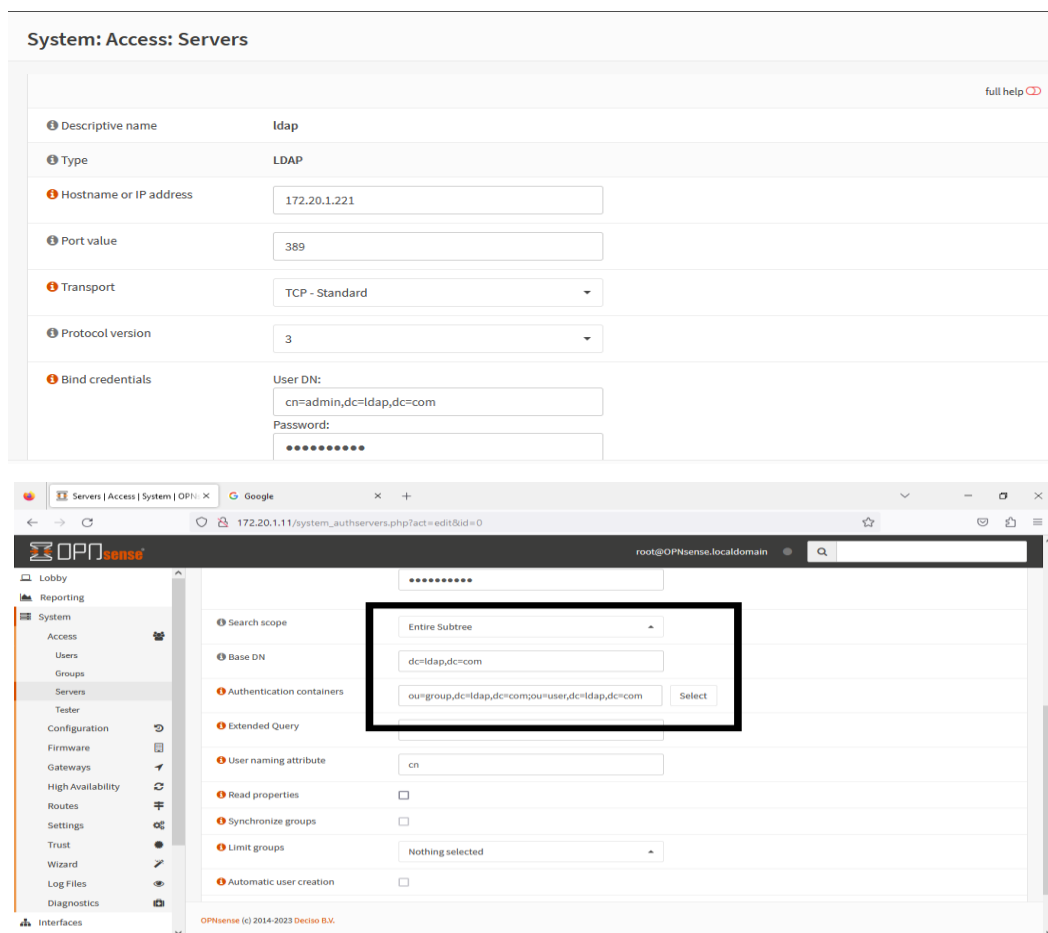 System: Access: Servers
full help
Descriptive name ldap
Type LDAP
Hostname or IP address 172.20.1.221
Port value 389
Transport TCP - Standard
Protocol version 3
Bind credentials User DN:
cn=admin,dc=ldap,dc=com
Password:
••••••••••
Servers | Access | System | OPN
Google
172.20.1.11/system_authservers.php?act=edit&id=0
OPNsense
root@OPNsense.localdomain
Lobby
Reporting
System
Access
Users
Groups
Servers
Tester
Configuration
Firmware
Gateways
High Availability
Routes
Settings
Trust
Wizard
Log Files
Diagnostics
Interfaces
••••••••••
Search scope Entire Subtree
Base DN dc=ldap,dc=com
Authentication containers ou=group,dc=ldap,dc=com;ou=user,dc=ldap,dc=com Select
Extended Query
User naming attribute cn
Read properties
Synchronize groups
Limit groups Nothing selected
Automatic user creation
OPNsense (c) 2014-2023 Deciso B.V.